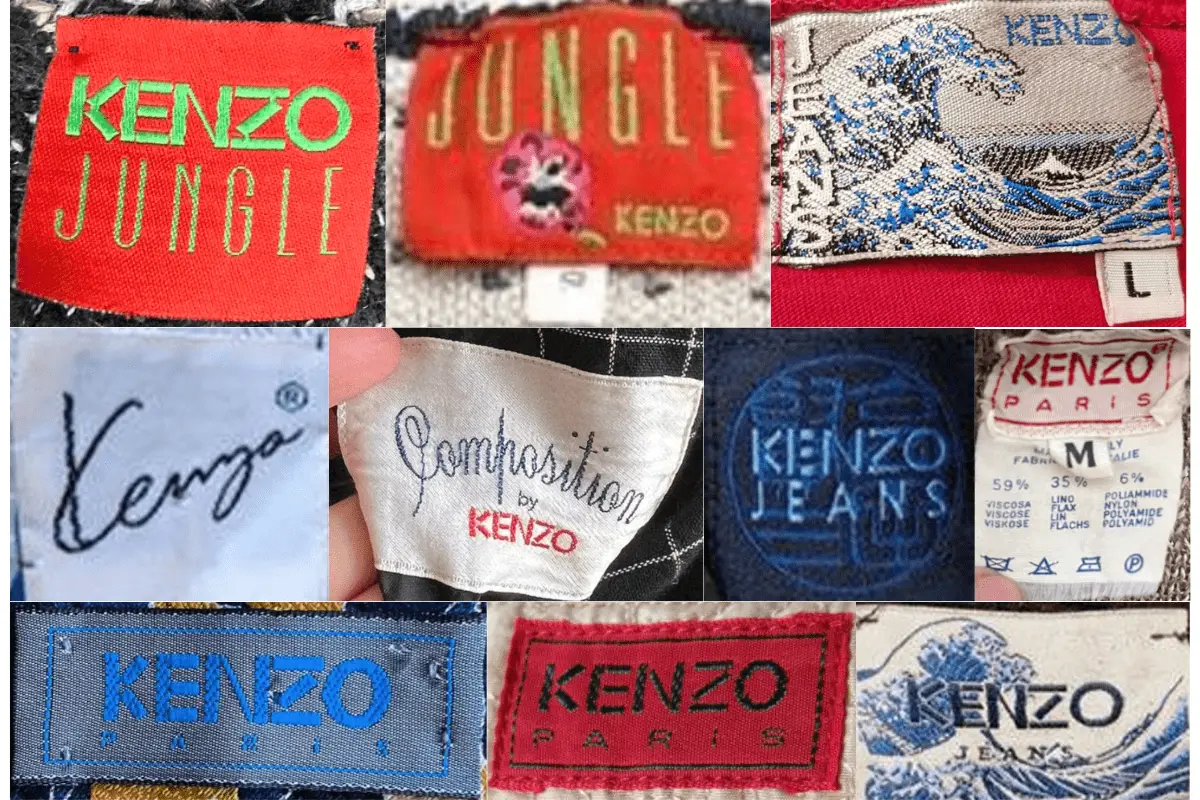 KENZO
JUNGLE
JUNGLE
KENZO
KENZO
JEANS
L
Kenzo ®
Composition
by
KENZO
KENZO
JEANS
KENZO®
PARIS
M
59% 35% 6%
VISCOSA LINO POLIAMMIDE
VISCOSE FLAX NYLON
VISKOSE LIN POLYAMIDE
FLACHS POLYAMID
P
KENZO
PARIS
KENZO
PARIS
KENZO
JEANS